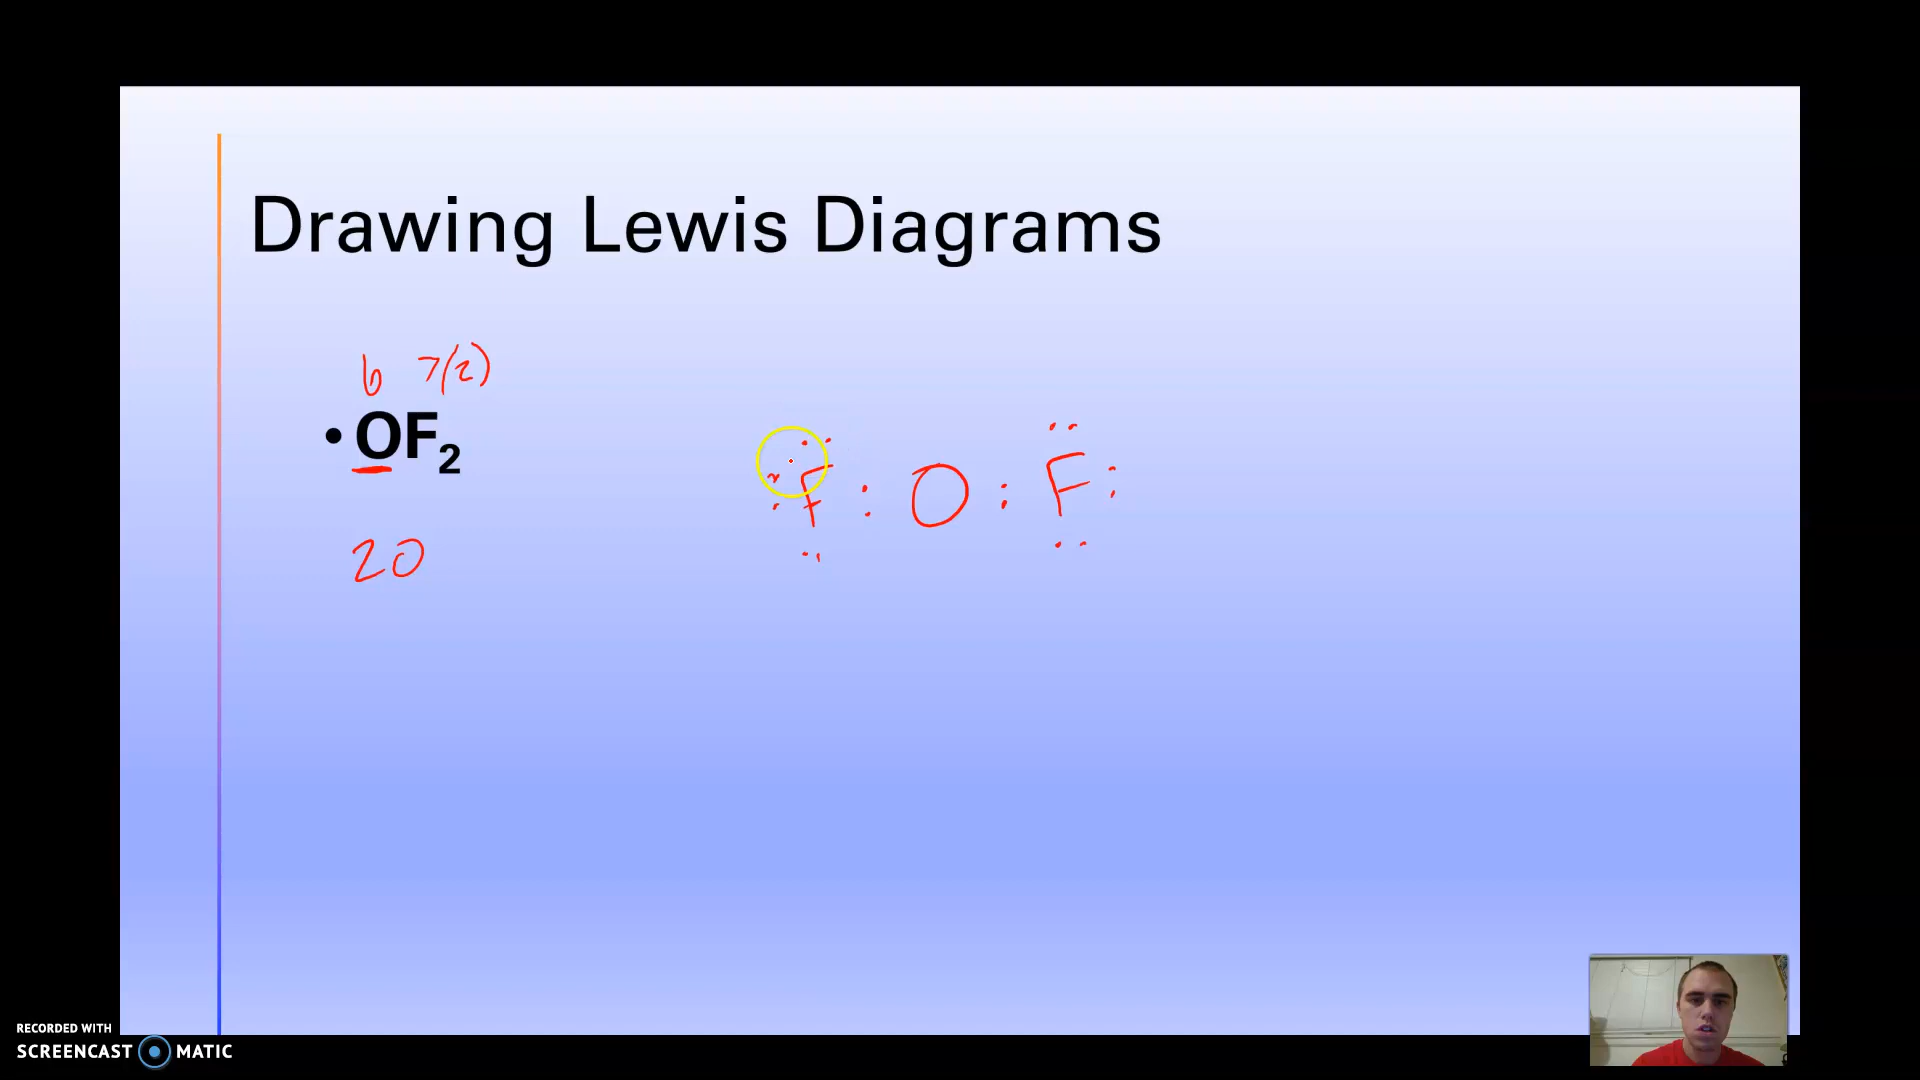 Drawing Lewis Diagrams
6 7(2)
• OF₂
F : O : F :
20
RECORDED WITH
SCREENCAST MATIC